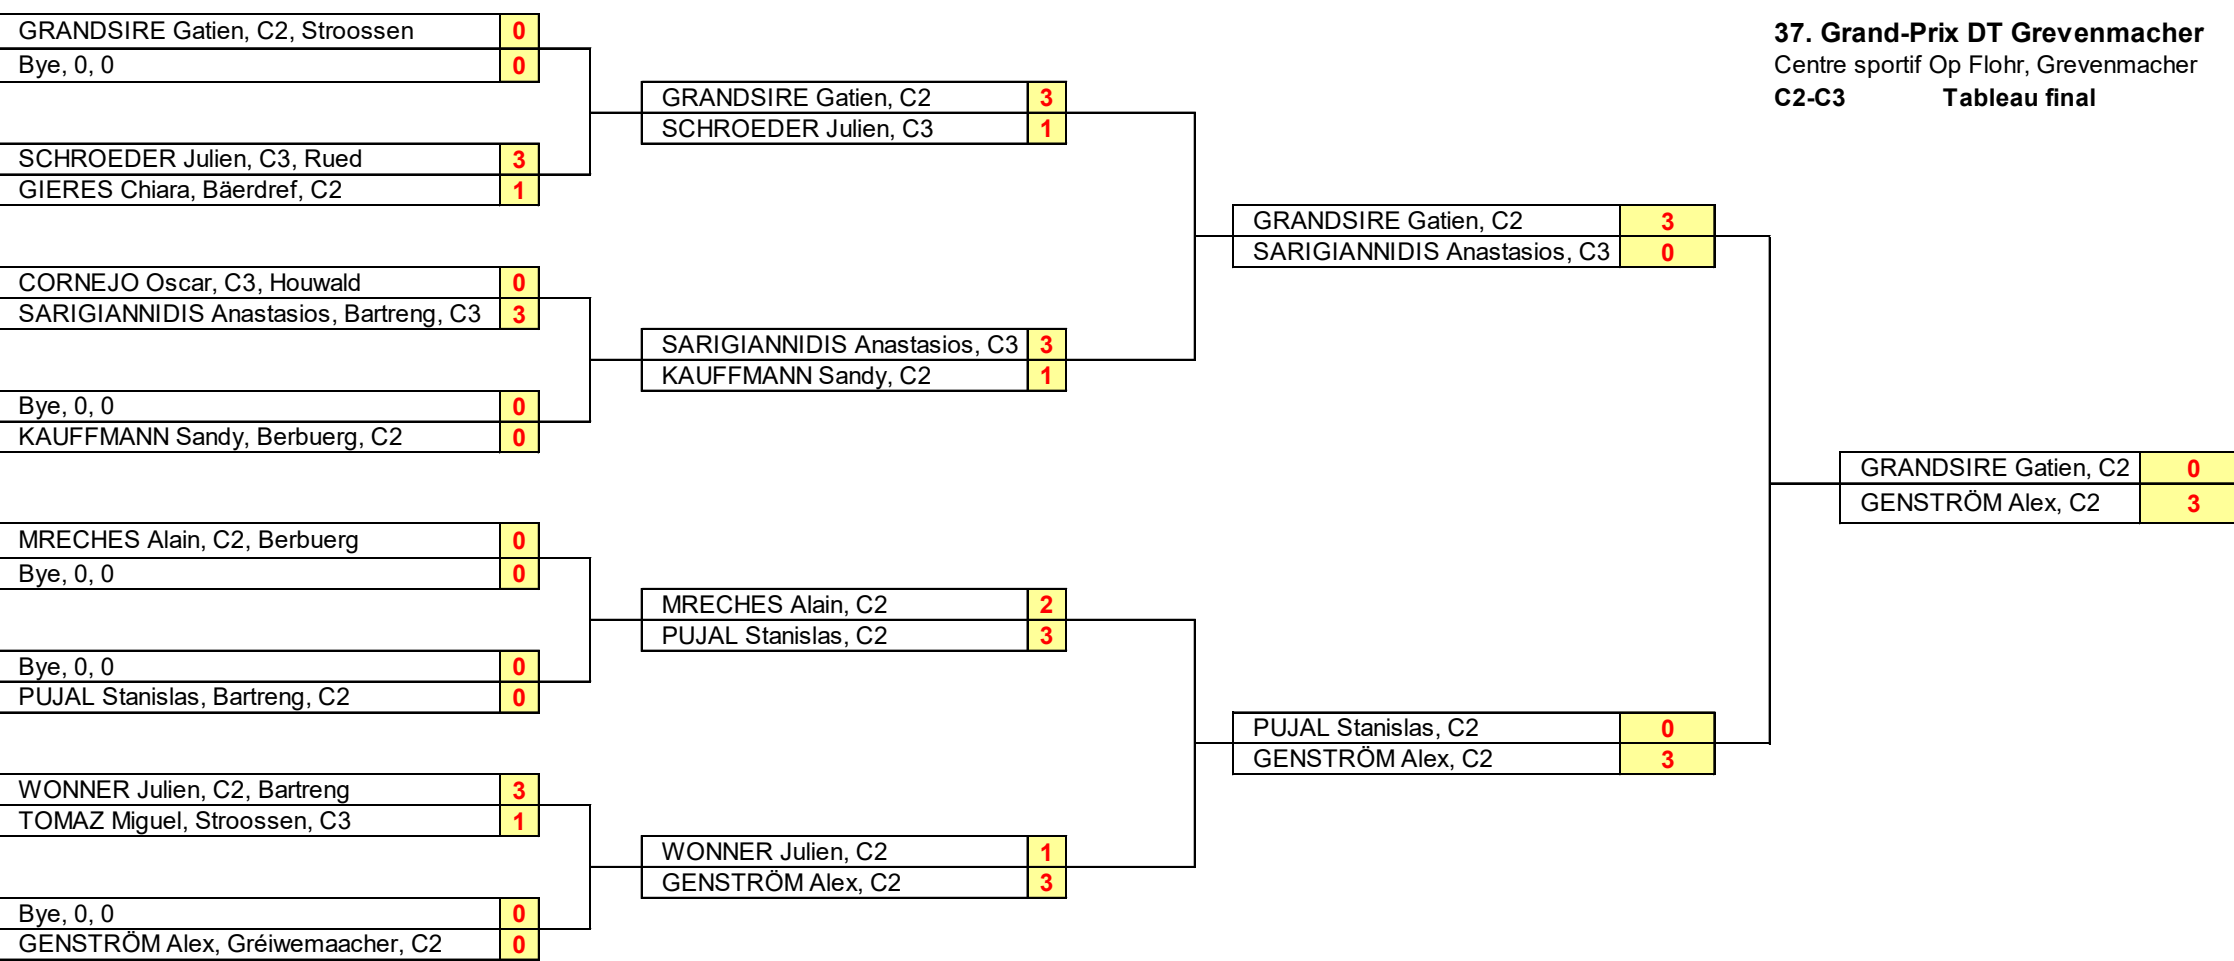 GRANDSIRE Gatien, C2, Stroossen 0
Bye, 0, 0 0
SCHROEDER Julien, C3, Rued 3
GIERES Chiara, Bäerdref, C2 1
CORNEJO Oscar, C3, Houwald 0
SARIGIANNIDIS Anastasios, Bartreng, C3 3
Bye, 0, 0 0
KAUFFMANN Sandy, Berbuerg, C2 0
MRECHES Alain, C2, Berbuerg 0
Bye, 0, 0 0
Bye, 0, 0 0
PUJAL Stanislas, Bartreng, C2 0
WONNER Julien, C2, Bartreng 3
TOMAZ Miguel, Stroossen, C3 1
Bye, 0, 0 0
GENSTRÖM Alex, Gréiwemaacher, C2 0
GRANDSIRE Gatien, C2 3
SCHROEDER Julien, C3 1
SARIGIANNIDIS Anastasios, C3 3
KAUFFMANN Sandy, C2 1
MRECHES Alain, C2 2
PUJAL Stanislas, C2 3
WONNER Julien, C2 1
GENSTRÖM Alex, C2 3
GRANDSIRE Gatien, C2 3
SARIGIANNIDIS Anastasios, C3 0
PUJAL Stanislas, C2 0
GENSTRÖM Alex, C2 3
37. Grand-Prix DT Grevenmacher
Centre sportif Op Flohr, Grevenmacher
C2-C3 Tableau final
GRANDSIRE Gatien, C2 0
GENSTRÖM Alex, C2 3